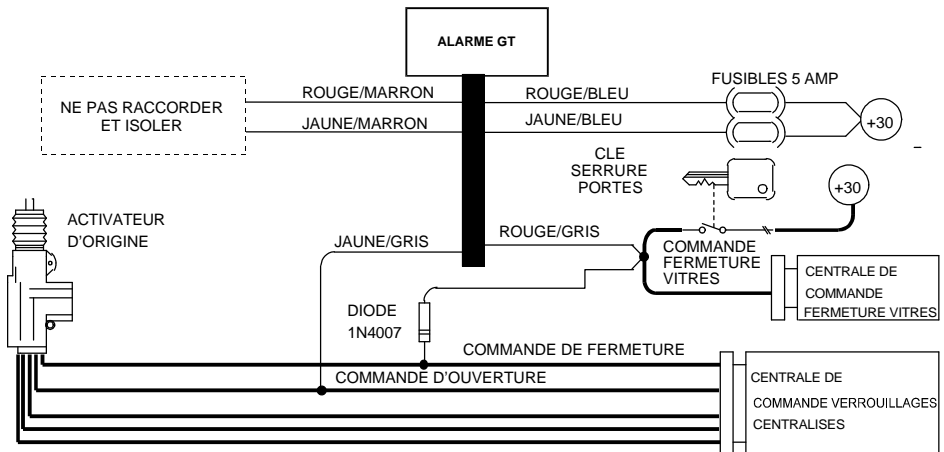 ALARME GT
FUSIBLES 5 AMP
ROUGE/MARRON
ROUGE/BLEU
NE PAS RACCORDER
ET ISOLER
JAUNE/MARRON
JAUNE/BLEU
+30
CLE
SERRURE
PORTES
+30
ACTIVATEUR
D'ORIGINE
JAUNE/GRIS
ROUGE/GRIS
COMMANDE
FERMETURE
VITRES
CENTRALE DE
COMMANDE
FERMETURE VITRES
DIODE
1N4007
COMMANDE DE FERMETURE
COMMANDE D'OUVERTURE
CENTRALE DE
COMMANDE VERROUILLAGES
CENTRALISES